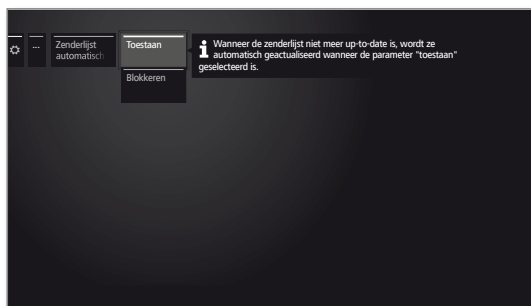 ...
Zenderlijst
automatisch
Toestaan
Blokkeren
i Wanneer de zenderlijst niet meer up-to-date is, wordt ze
automatisch geactualiseerd wanneer de parameter "toestaan"
geselecteerd is.